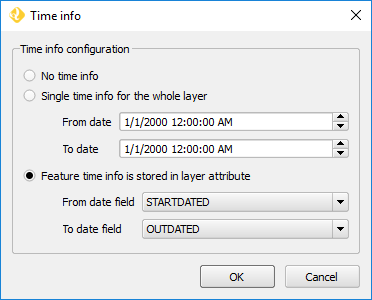 Time info
Time info configuration
No time info
Single time info for the whole layer
From date 1/1/2000 12:00:00 AM
To date 1/1/2000 12:00:00 AM
Feature time info is stored in layer attribute
From date field STARTDATED
To date field OUTDATED
OK Cancel